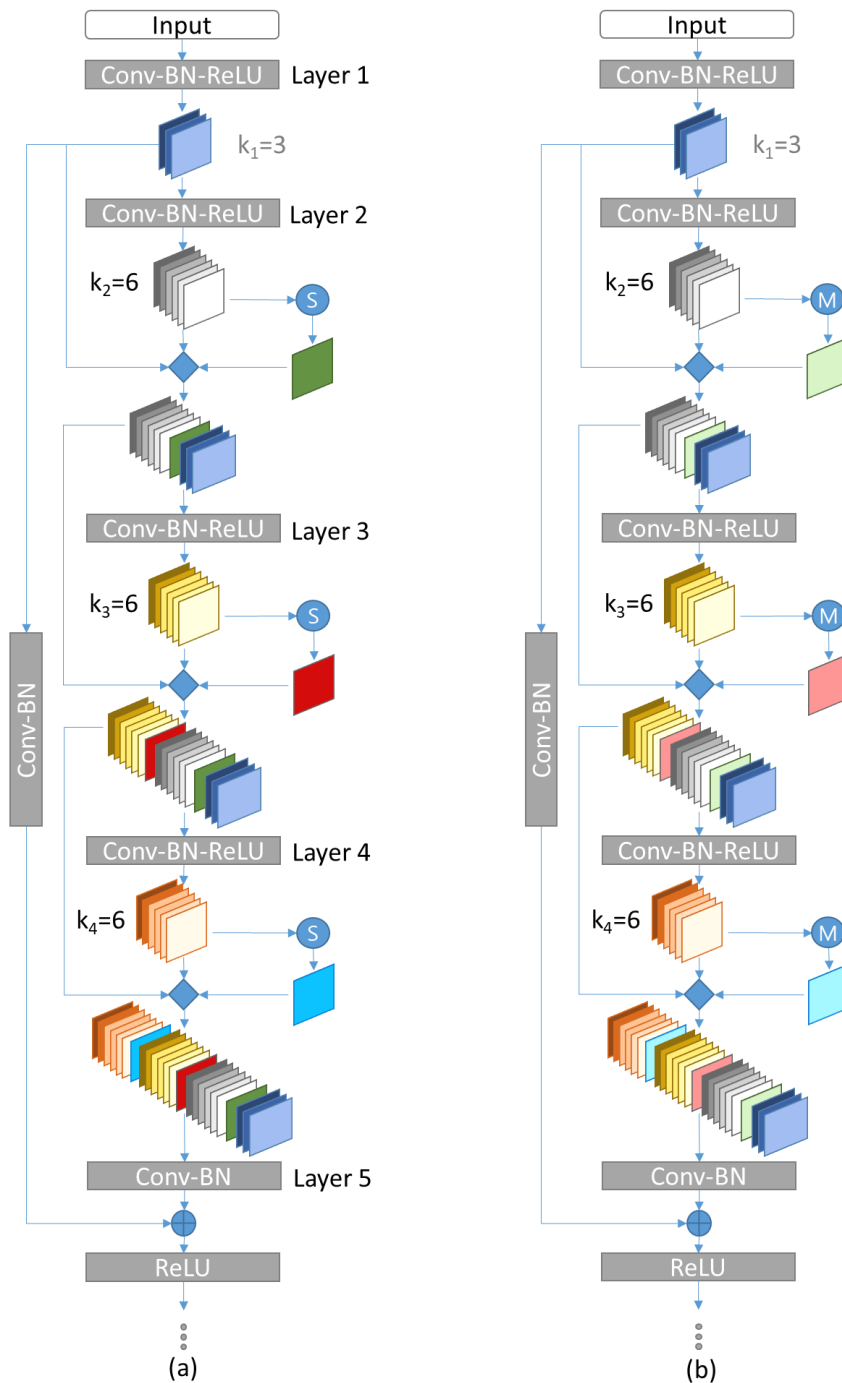 Input
Conv-BN-ReLU Layer 1
k1=3
Conv-BN-ReLU Layer 2
k2=6
S
Conv-BN-ReLU Layer 3
k3=6
S
Conv-BN
Conv-BN-ReLU Layer 4
k4=6
S
Conv-BN Layer 5
ReLU
(a)
Input
Conv-BN-ReLU
k1=3
Conv-BN-ReLU
k2=6
M
Conv-BN-ReLU
k3=6
M
Conv-BN
Conv-BN-ReLU
k4=6
M
Conv-BN
ReLU
(b)